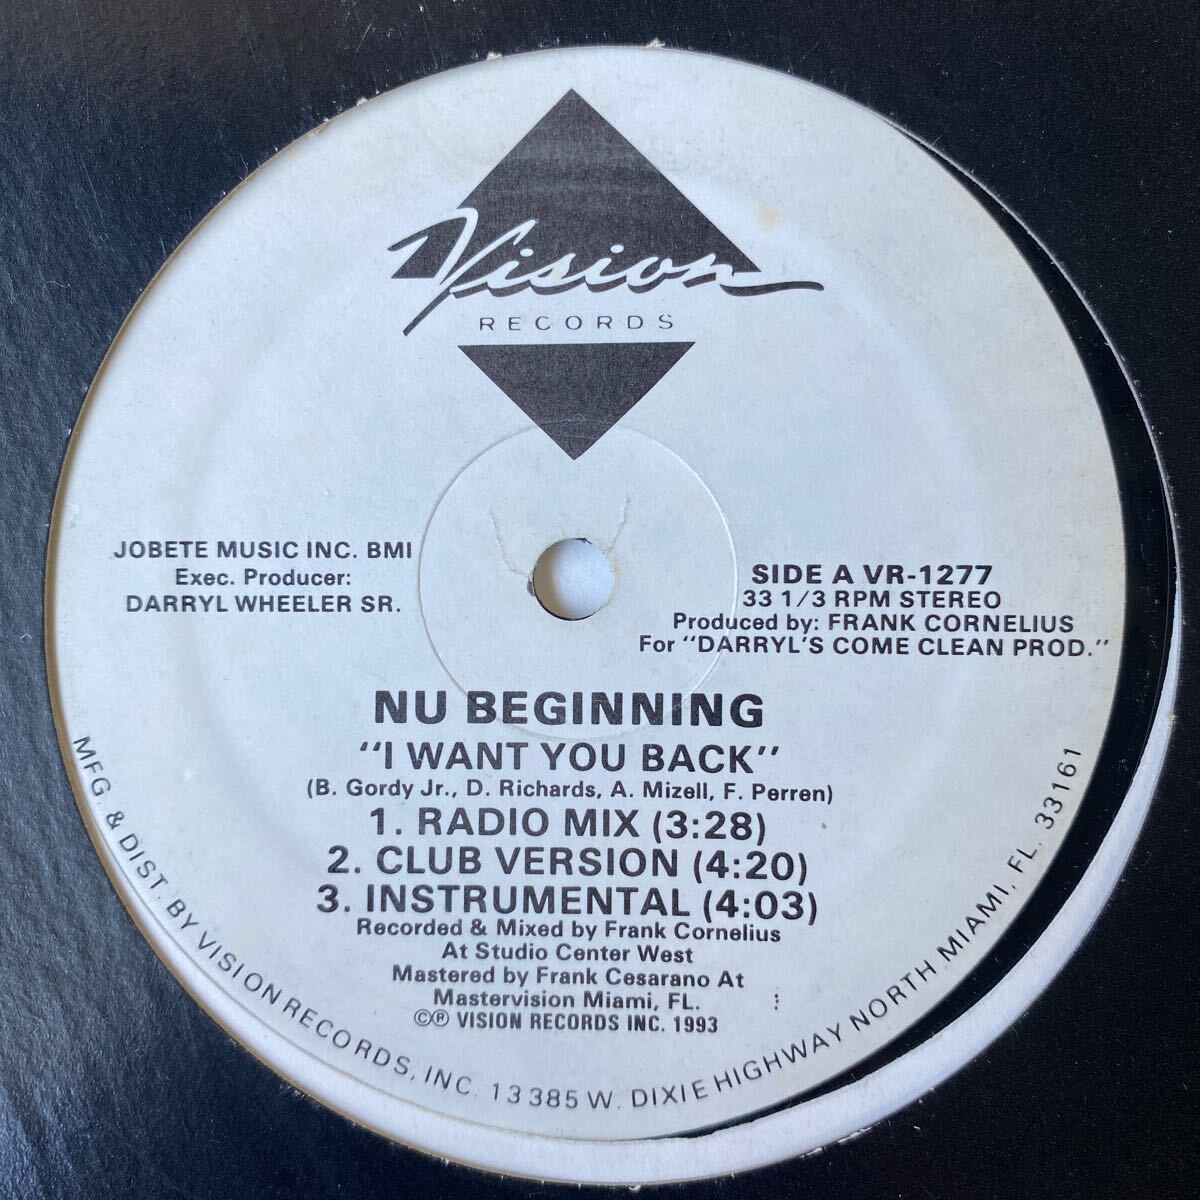 Vision
RECORDS
JOBETE MUSIC INC. BMI
Exec. Producer:
DARRYL WHEELER SR.
SIDE A VR-1277
33 1/3 RPM STEREO
Produced by: FRANK CORNELIUS
For "DARRYL'S COME CLEAN PROD."
NU BEGINNING
"I WANT YOU BACK"
(B. Gordy Jr., D. Richards, A. Mizell, F. Perren)
1. RADIO MIX (3:28)
2. CLUB VERSION (4:20)
3. INSTRUMENTAL (4:03)
Recorded & Mixed by Frank Cornelius
At Studio Center West
Mastered by Frank Cesarano At
Mastervision Miami, FL.
©℗ VISION RECORDS INC. 1993
MFG. & DIST. BY VISION RECORDS, INC. 13385 W. DIXIE HIGHWAY NORTH MIAMI, FL. 33161